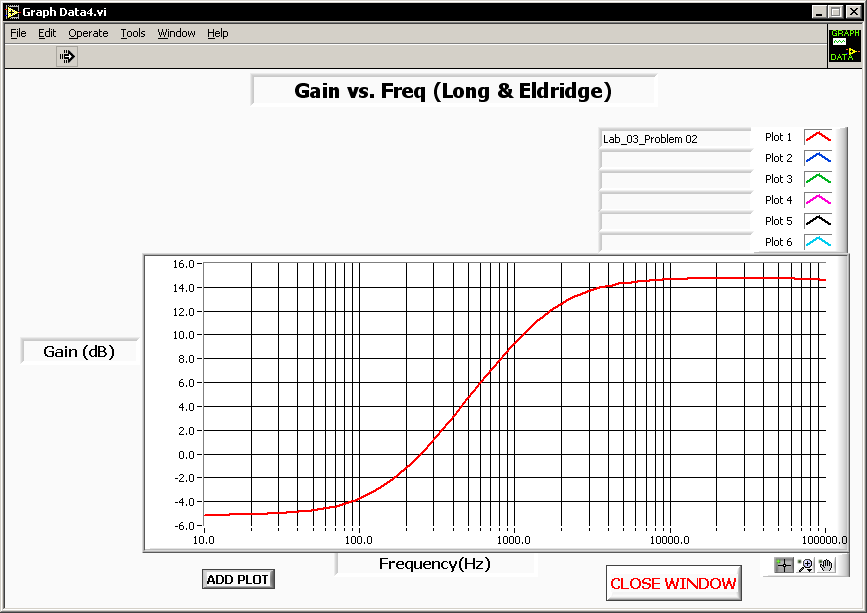 Graph Data4.vi
File Edit Operate Tools Window Help
GRAPH
DATA
Gain vs. Freq (Long & Eldridge)
Lab_03_Problem 02
Plot 1
Plot 2
Plot 3
Plot 4
Plot 5
Plot 6
16.0
14.0
12.0
10.0
8.0
6.0
4.0
2.0
0.0
-2.0
-4.0
-6.0
Gain (dB)
10.0 100.0 1000.0 10000.0 100000.0
Frequency(Hz)
ADD PLOT
CLOSE WINDOW